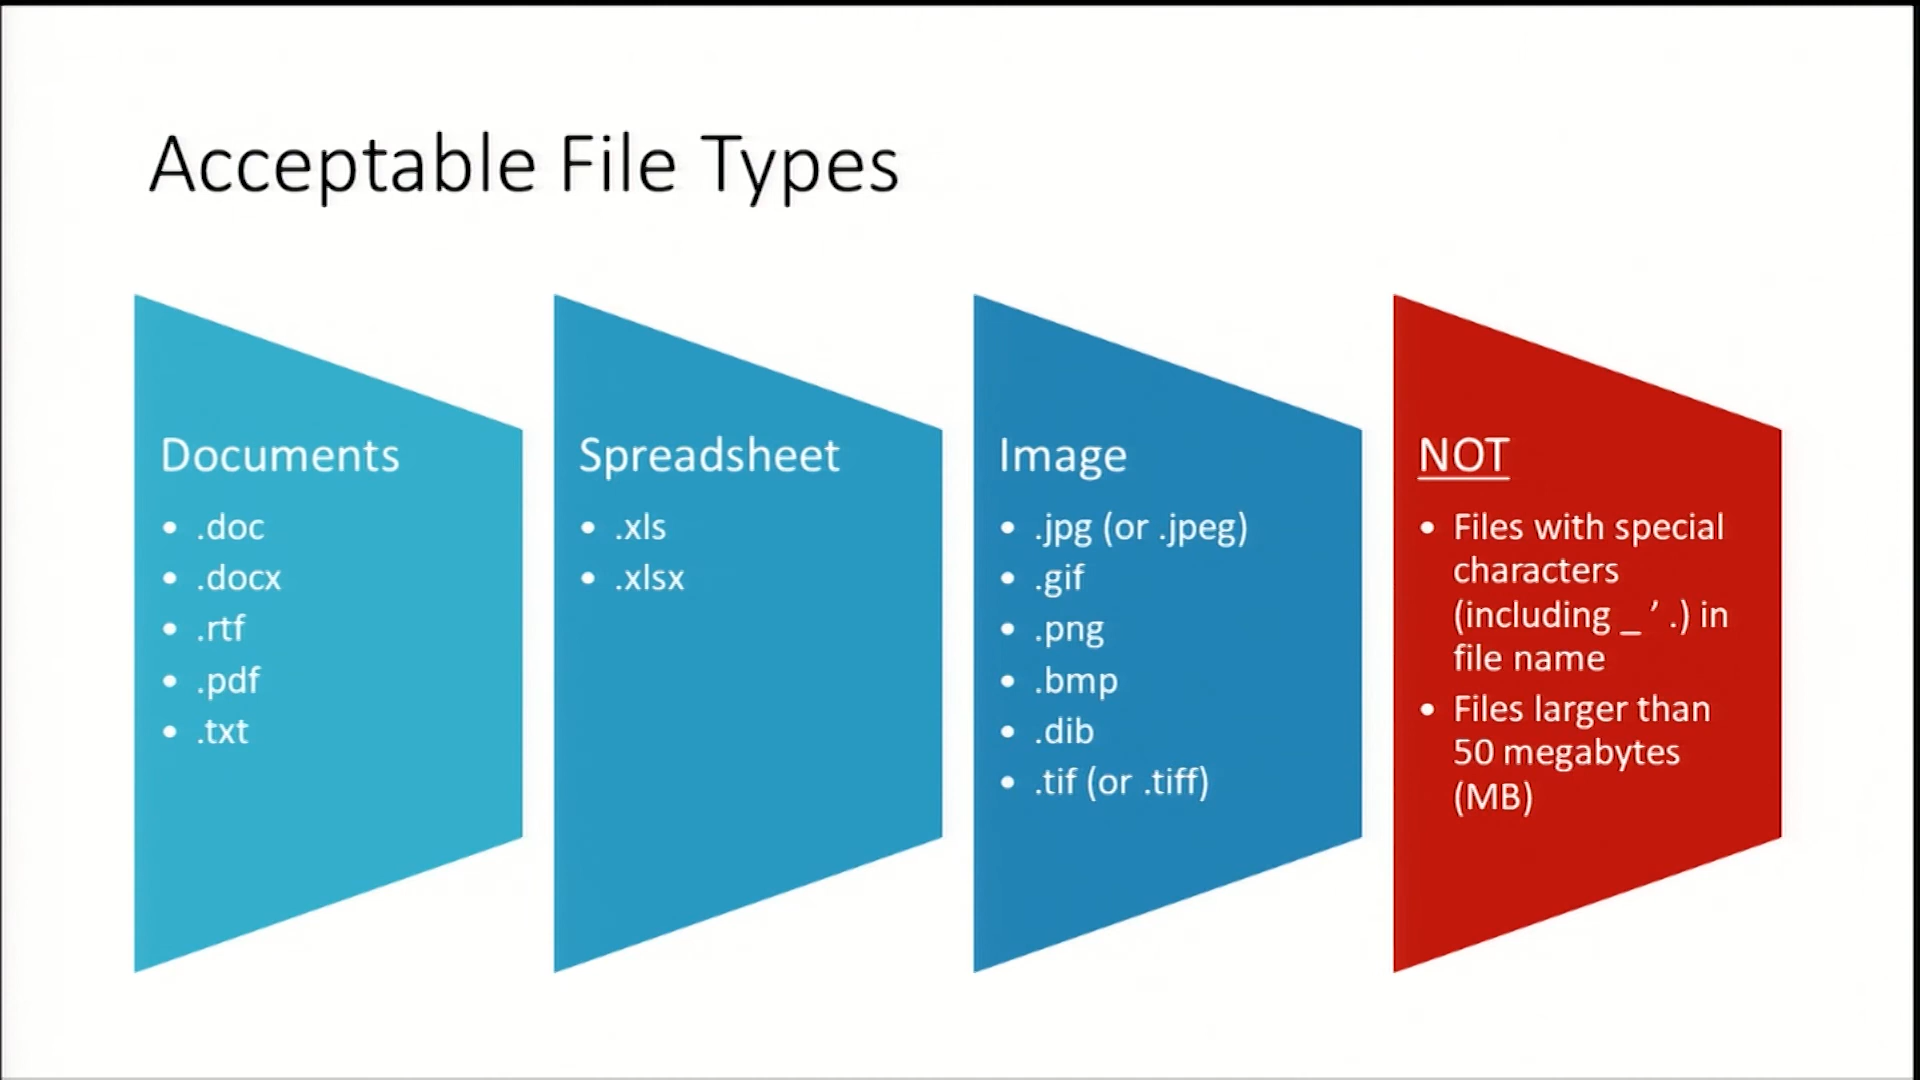 Acceptable File Types
Documents
• .doc
• .docx
• .rtf
• .pdf
• .txt
Spreadsheet
• .xls
• .xlsx
Image
• .jpg (or .jpeg)
• .gif
• .png
• .bmp
• .dib
• .tif (or .tiff)
NOT
• Files with special
characters
(including _ ’ .) in
file name
• Files larger than
50 megabytes
(MB)